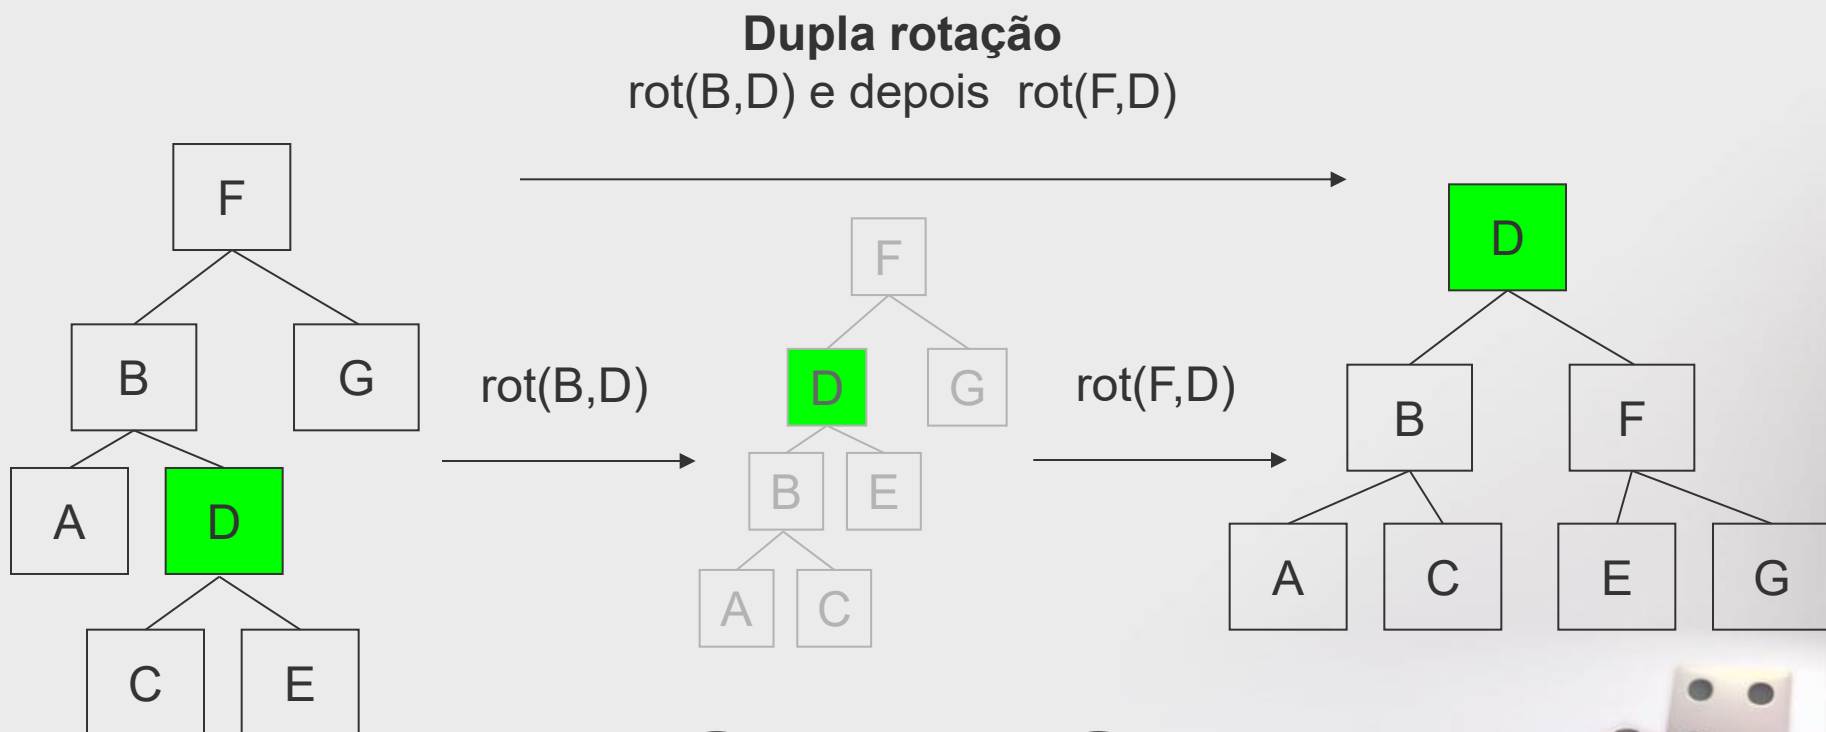 Dupla rotação
rot(B,D) e depois rot(F,D)
F
B
G
A
D
C
E
rot(B,D)
F
D
G
B
E
A
C
rot(F,D)
D
B
F
A
C
E
G